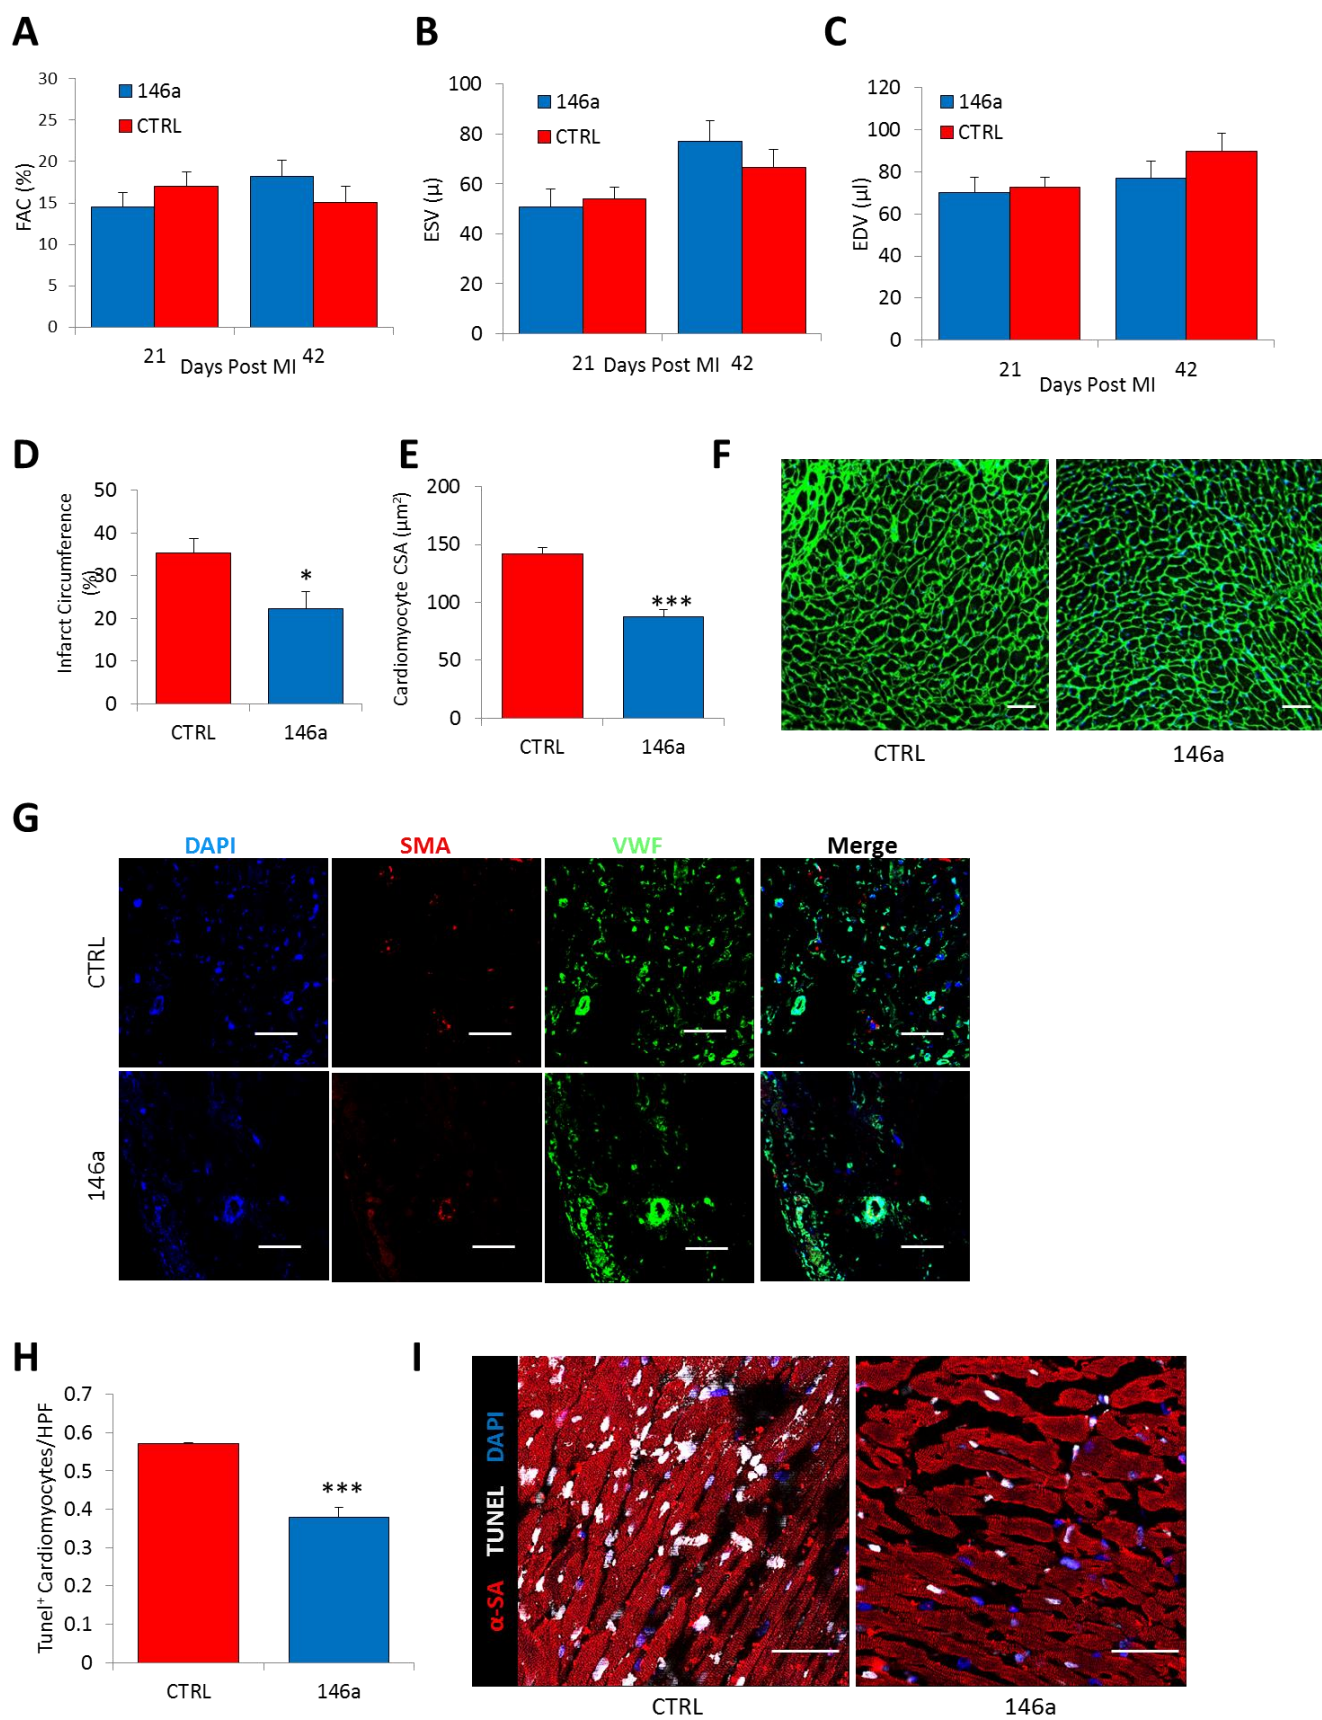 A
B
C
30
25
20
15
10
5
0
FAC (%)
146a
CTRL
21 Days Post MI 42
100
80
60
40
20
0
ESV (µ)
146a
CTRL
21 Days Post MI 42
120
100
80
60
40
20
0
EDV (µl)
146a
CTRL
21 42
Days Post MI
D
E
F
50
40
30
20
10
0
Infarct Circumference
(%)
*
CTRL 146a
200
150
100
50
0
Cardiomyocyte CSA (µm²)
***
CTRL 146a
CTRL 146a
G
DAPI SMA VWF Merge
CTRL
146a
H
I
0.7
0.6
0.5
0.4
0.3
0.2
0.1
0
Tunel⁺ Cardiomyocytes/HPF
***
CTRL 146a
α-SA TUNEL DAPI
CTRL 146a